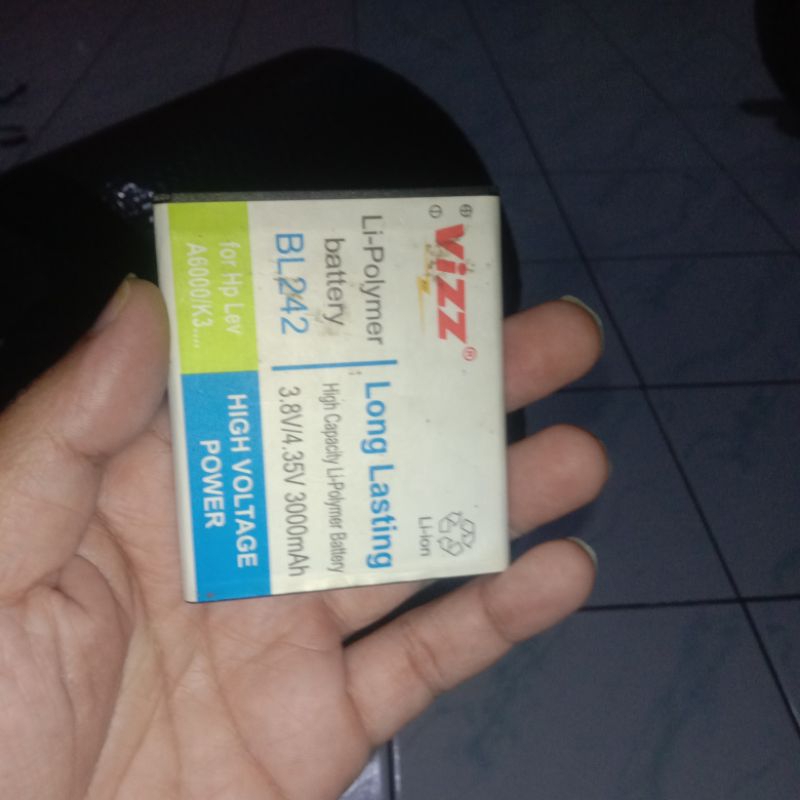 Vizz®
Li-Polymer
battery
BL242
for Hp Lev
A6000/K3....
Li-ion
Long Lasting
High Capacity Li-Polymer Battery
3.8V/4.35V 3000mAh
HIGH VOLTAGE
POWER